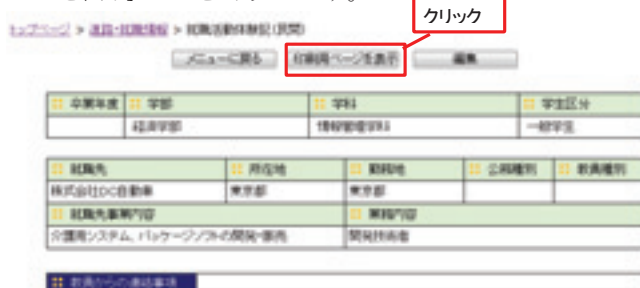 クリック
トップページ > 進路・就職情報 > 就職活動体験記(民間)
メニューに戻る 印刷用ページを表示 編集
卒業年度 学部 学科 学生区分
経済学部 情報管理学科 一般学生
就職先 所在地 勤務地 公務種別 教員種別
株式会社DC自動車 東京都 東京都
就職先事業内容 業務内容
介護用システム、パッケージソフトの開発・販売 開発技術者
教員からの連絡事項